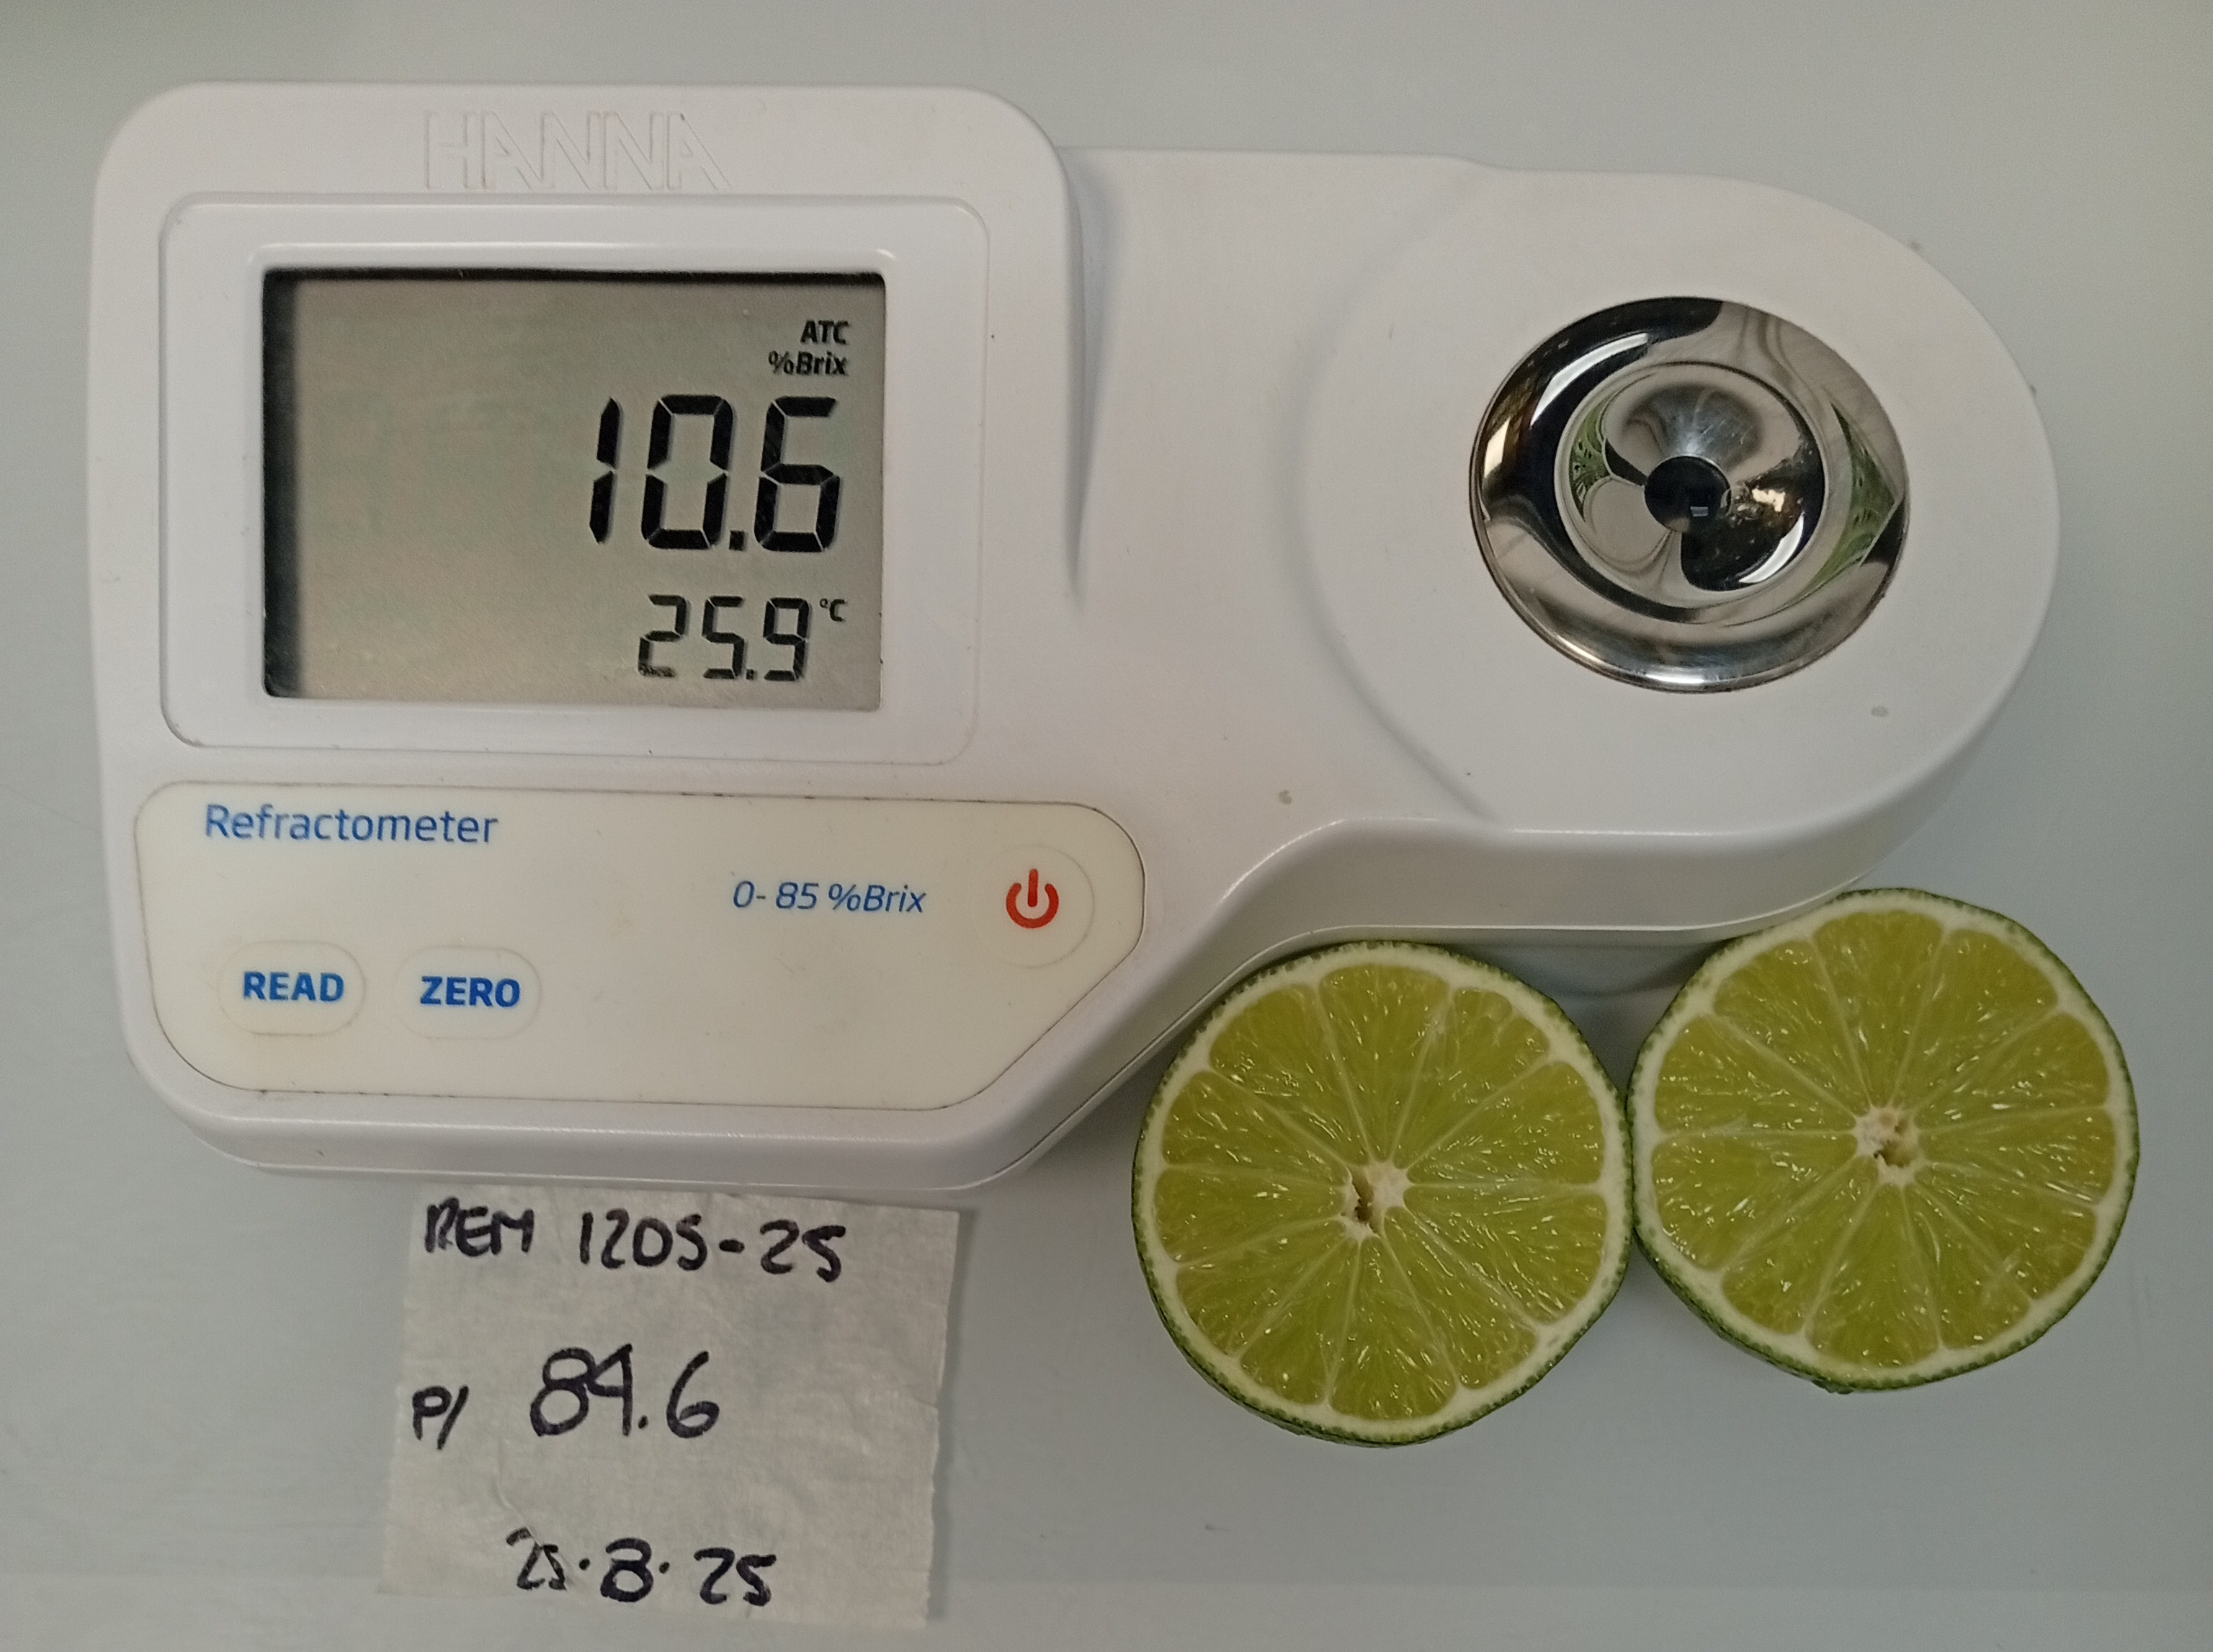 HANNA
ATC
%Brix
10.6
25.9 °C
Refractometer
0-85 %Brix
READ ZERO
REM 1205-25
P/ 89.6
25.8.25